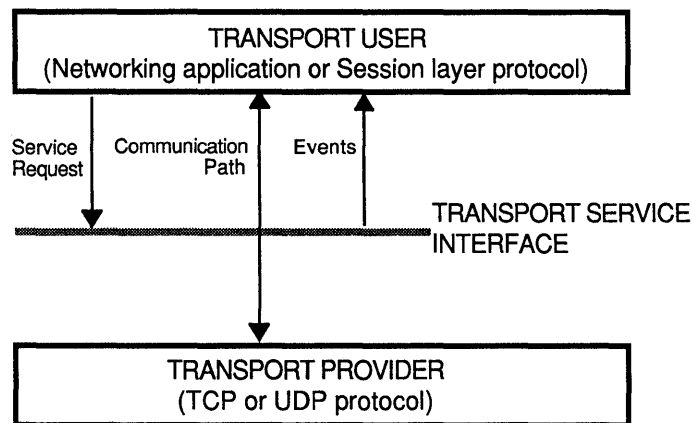 TRANSPORT USER
(Networking application or Session layer protocol)
Service
Request
Communication
Path
Events
TRANSPORT SERVICE
INTERFACE
TRANSPORT PROVIDER
(TCP or UDP protocol)